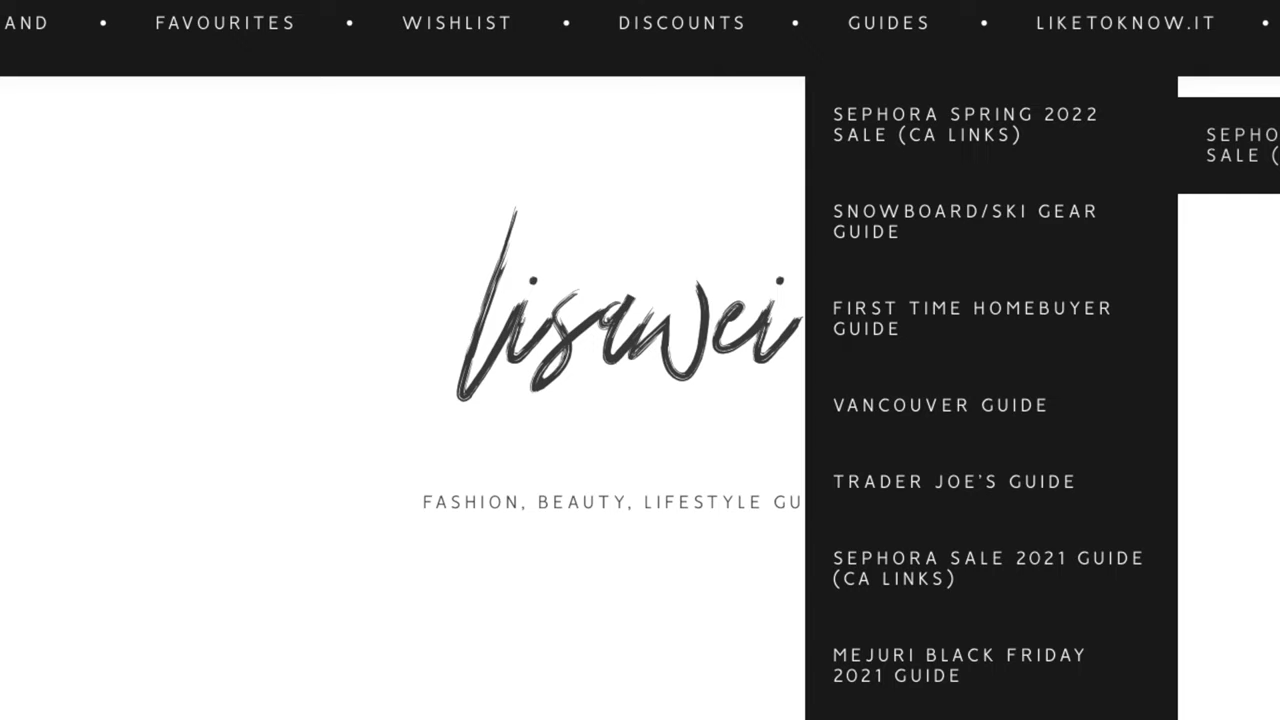 AND • FAVOURITES • WISHLIST • DISCOUNTS • GUIDES • LIKETOKNOW.IT •
SEPHORA SPRING 2022
SALE (CA LINKS)
SEPHO
SALE (
SNOWBOARD/SKI GEAR
GUIDE
lisawei
FIRST TIME HOMEBUYER
GUIDE
VANCOUVER GUIDE
TRADER JOE'S GUIDE
FASHION, BEAUTY, LIFESTYLE GU
SEPHORA SALE 2021 GUIDE
(CA LINKS)
MEJURI BLACK FRIDAY
2021 GUIDE